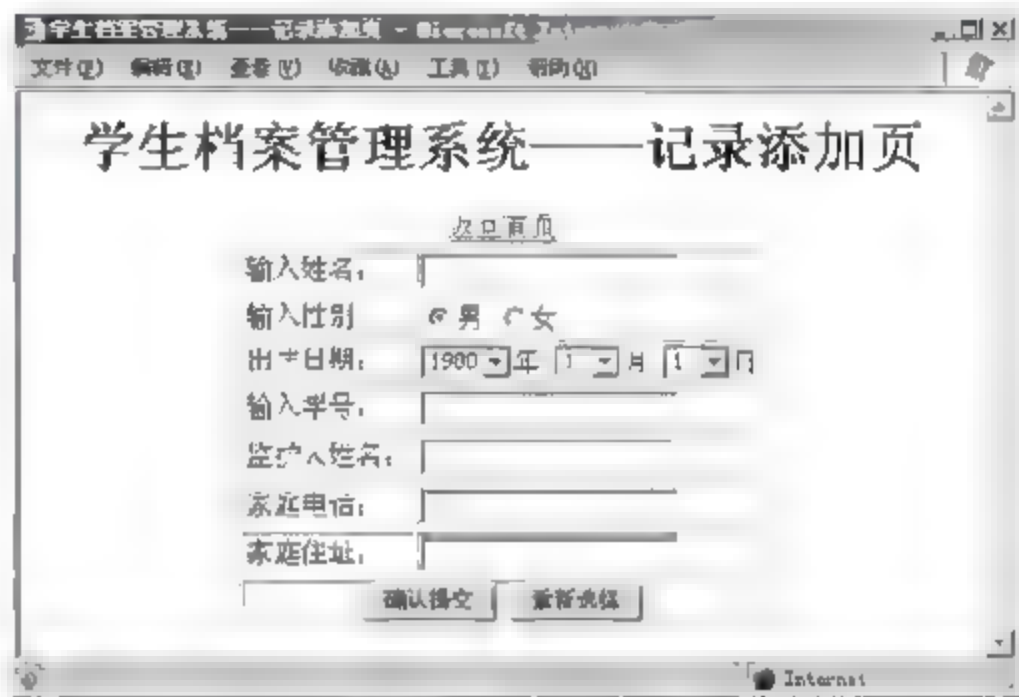 学生档案管理系统——记录添加页 - Microsoft Internet
文件(F) 编辑(E) 查看(V) 收藏(A) 工具(T) 帮助(H)
学生档案管理系统——记录添加页
返回首页
输入姓名:
输入性别 男 女
出生日期: 1980 年 1 月 1 日
输入学号:
监护人姓名:
家庭电话:
家庭住址:
确认提交 重新选择
Internet